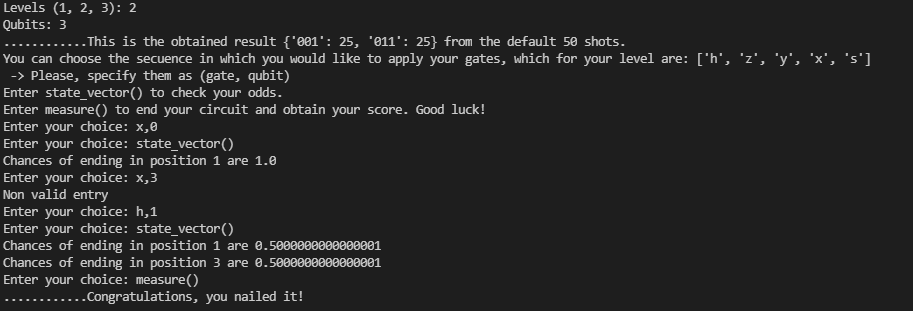 Levels (1, 2, 3): 2
Qubits: 3
............This is the obtained result {'001': 25, '011': 25} from the default 50 shots.
You can choose the secuence in which you would like to apply your gates, which for your level are: ['h', 'z', 'y', 'x', 's']
-> Please, specify them as (gate, qubit)
Enter state_vector() to check your odds.
Enter measure() to end your circuit and obtain your score. Good luck!
Enter your choice: x,0
Enter your choice: state_vector()
Chances of ending in position 1 are 1.0
Enter your choice: x,3
Non valid entry
Enter your choice: h,1
Enter your choice: state_vector()
Chances of ending in position 1 are 0.5000000000000001
Chances of ending in position 3 are 0.5000000000000001
Enter your choice: measure()
............Congratulations, you nailed it!